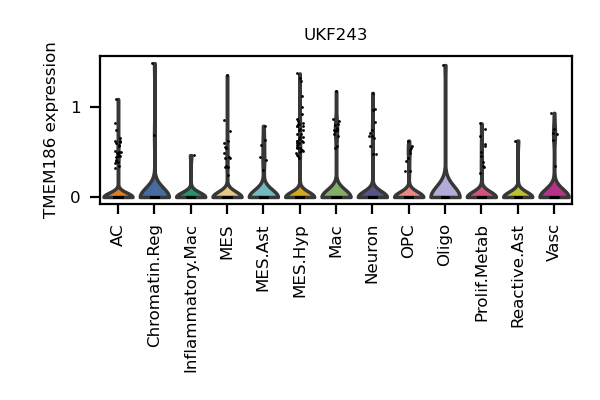 UKF243
TMEM186 expression
1
0
AC
Chromatin.Reg
Inflammatory.Mac
MES
MES.Ast
MES.Hyp
Mac
Neuron
OPC
Oligo
Prolif.Metab
Reactive.Ast
Vasc